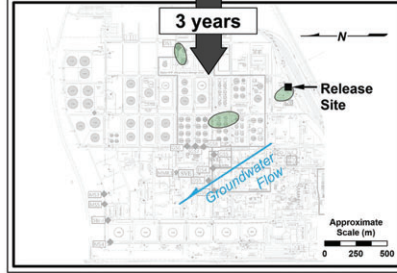 3 years
N
Release
Site
Groundwater
Flow
Approximate
Scale (m)
0 250 500